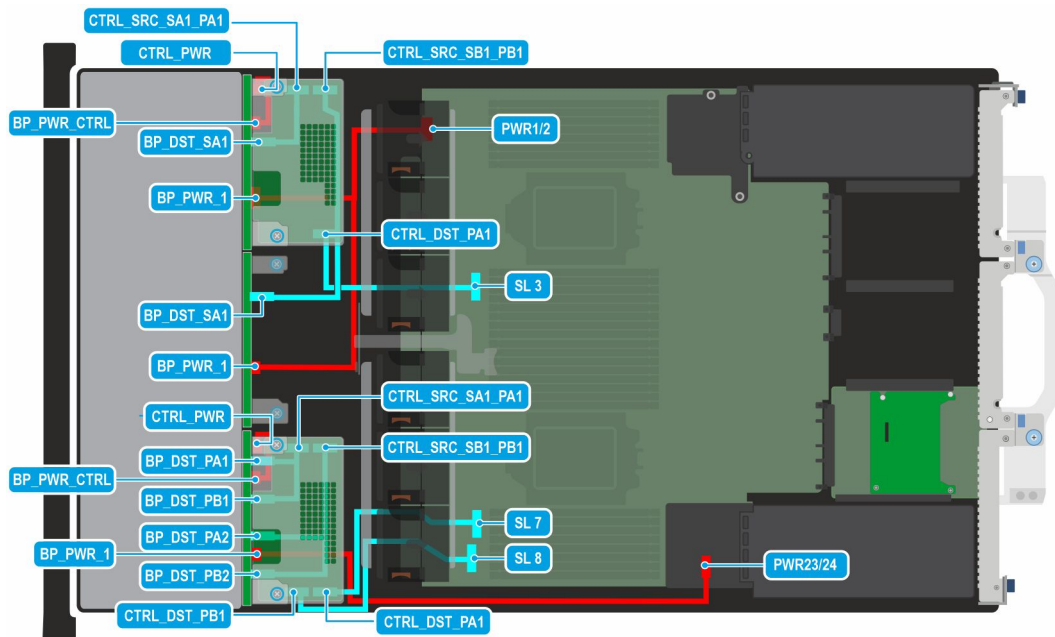 CTRL_SRC_SA1_PA1
CTRL_PWR
CTRL_SRC_SB1_PB1
BP_PWR_CTRL
PWR1/2
BP_DST_SA1
BP_PWR_1
CTRL_DST_PA1
SL 3
BP_DST_SA1
BP_PWR_1
CTRL_SRC_SA1_PA1
CTRL_PWR
CTRL_SRC_SB1_PB1
BP_DST_PA1
BP_PWR_CTRL
BP_DST_PB1
SL 7
BP_DST_PA2
BP_PWR_1
SL 8
PWR23/24
BP_DST_PB2
CTRL_DST_PB1
CTRL_DST_PA1